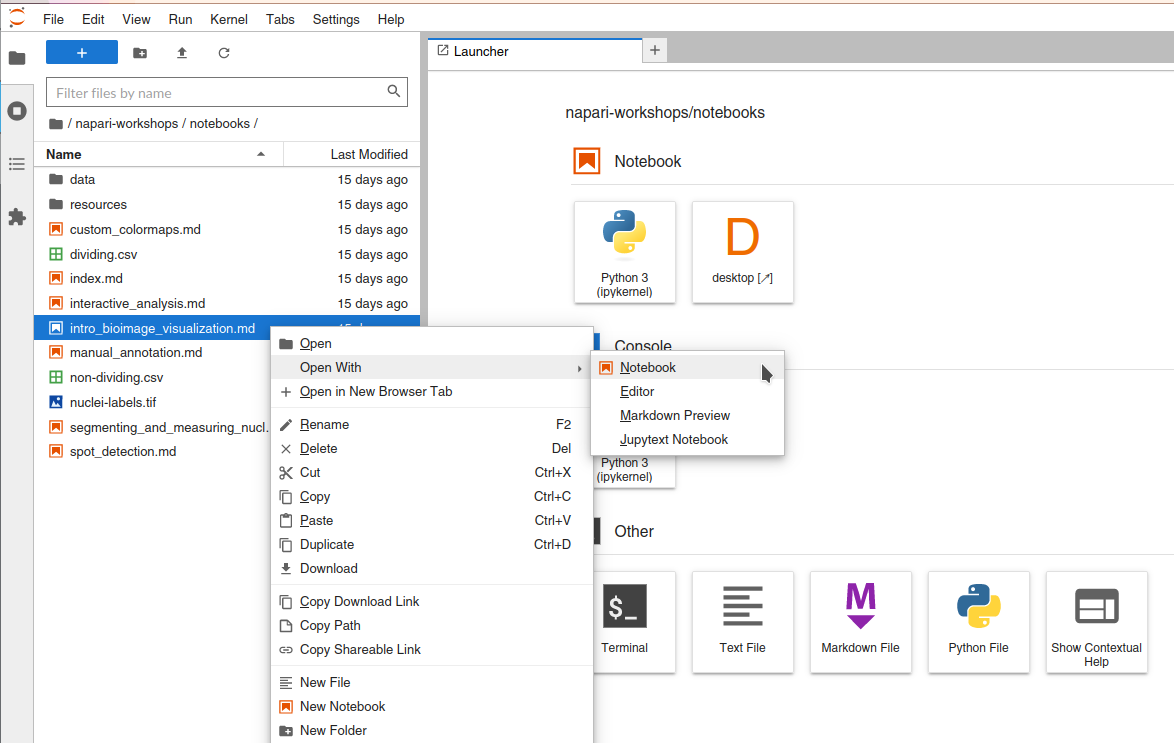 File Edit View Run Kernel Tabs Settings Help
+
Filter files by name
/ napari-workshops / notebooks /
Name Last Modified
data 15 days ago
resources 15 days ago
custom_colormaps.md 15 days ago
dividing.csv 15 days ago
index.md 15 days ago
interactive_analysis.md 15 days ago
intro_bioimage_visualization.md
manual_annotation.md
non-dividing.csv
nuclei-labels.tif
segmenting_and_measuring_nucl...
spot_detection.md
Open
Open With
Open in New Browser Tab
Rename F2
Delete Del
Cut Ctrl+X
Copy Ctrl+C
Paste Ctrl+V
Duplicate Ctrl+D
Download
Copy Download Link
Copy Path
Copy Shareable Link
New File
New Notebook
New Folder
Notebook
Editor
Markdown Preview
Jupytext Notebook
Launcher
+
napari-workshops/notebooks
Notebook
Python 3
(ipykernel)
D
desktop [↗]
Console
Python 3
(ipykernel)
Other
$_
Terminal
Text File
M
Markdown File
Python File
Show Contextual
Help